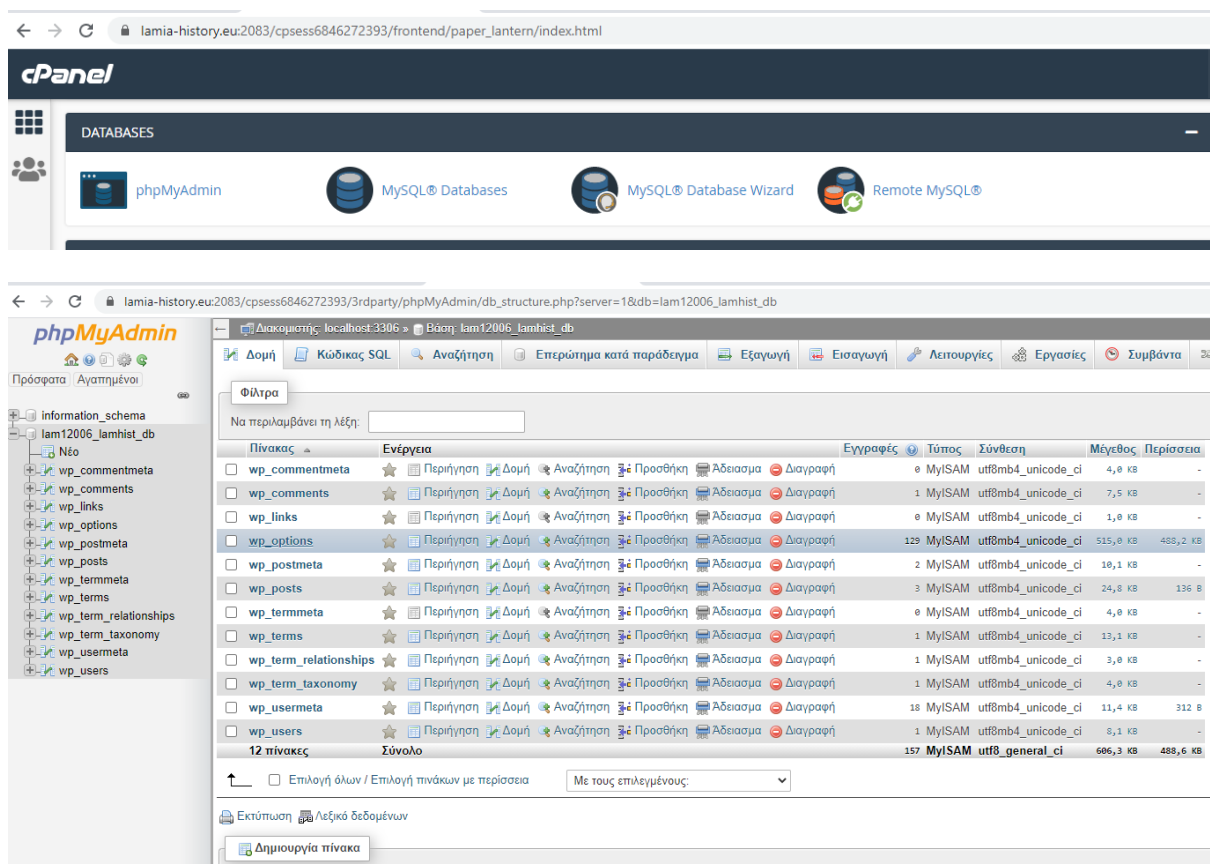 lamia-history.eu:2083/cpsess6846272393/frontend/paper_lantern/index.html
cPanel
DATABASES
phpMyAdmin MySQL® Databases MySQL® Database Wizard Remote MySQL®
lamia-history.eu:2083/cpsess6846272393/3rdparty/phpMyAdmin/db_structure.php?server=1&db=lam12006_lamhist_db
phpMyAdmin
Πρόσφατα Αγαπημένοι
information_schema
lam12006_lamhist_db
Νέο
wp_commentmeta
wp_comments
wp_links
wp_options
wp_postmeta
wp_posts
wp_termmeta
wp_terms
wp_term_relationships
wp_term_taxonomy
wp_usermeta
wp_users
Διακομιστής: localhost:3306 » Βάση: lam12006_lamhist_db
Δομή Κώδικας SQL Αναζήτηση Επερώτημα κατά παράδειγμα Εξαγωγή Εισαγωγή Λειτουργίες Εργασίες Συμβάντα
Φίλτρα
Να περιλαμβάνει τη λέξη:
Πίνακας Ενέργεια Εγγραφές Τύπος Σύνθεση Μέγεθος Περίσσεια
wp_commentmeta Περιήγηση Δομή Αναζήτηση Προσθήκη Άδειασμα Διαγραφή 0 MyISAM utf8mb4_unicode_ci 4,0 KB -
wp_comments Περιήγηση Δομή Αναζήτηση Προσθήκη Άδειασμα Διαγραφή 1 MyISAM utf8mb4_unicode_ci 7,5 KB -
wp_links Περιήγηση Δομή Αναζήτηση Προσθήκη Άδειασμα Διαγραφή 0 MyISAM utf8mb4_unicode_ci 1,0 KB -
wp_options Περιήγηση Δομή Αναζήτηση Προσθήκη Άδειασμα Διαγραφή 129 MyISAM utf8mb4_unicode_ci 515,0 KB 488,2 KB
wp_postmeta Περιήγηση Δομή Αναζήτηση Προσθήκη Άδειασμα Διαγραφή 2 MyISAM utf8mb4_unicode_ci 10,1 KB -
wp_posts Περιήγηση Δομή Αναζήτηση Προσθήκη Άδειασμα Διαγραφή 3 MyISAM utf8mb4_unicode_ci 24,8 KB 136 B
wp_termmeta Περιήγηση Δομή Αναζήτηση Προσθήκη Άδειασμα Διαγραφή 0 MyISAM utf8mb4_unicode_ci 4,0 KB -
wp_terms Περιήγηση Δομή Αναζήτηση Προσθήκη Άδειασμα Διαγραφή 1 MyISAM utf8mb4_unicode_ci 13,1 KB -
wp_term_relationships Περιήγηση Δομή Αναζήτηση Προσθήκη Άδειασμα Διαγραφή 1 MyISAM utf8mb4_unicode_ci 3,0 KB -
wp_term_taxonomy Περιήγηση Δομή Αναζήτηση Προσθήκη Άδειασμα Διαγραφή 1 MyISAM utf8mb4_unicode_ci 4,0 KB -
wp_usermeta Περιήγηση Δομή Αναζήτηση Προσθήκη Άδειασμα Διαγραφή 18 MyISAM utf8mb4_unicode_ci 11,4 KB 312 B
wp_users Περιήγηση Δομή Αναζήτηση Προσθήκη Άδειασμα Διαγραφή 1 MyISAM utf8mb4_unicode_ci 8,1 KB -
12 πίνακες Σύνολο 157 MyISAM utf8_general_ci 606,3 KB 488,6 KB
Επιλογή όλων / Επιλογή πινάκων με περίσσεια Με τους επιλεγμένους:
Εκτύπωση Λεξικό δεδομένων
Δημιουργία πίνακα